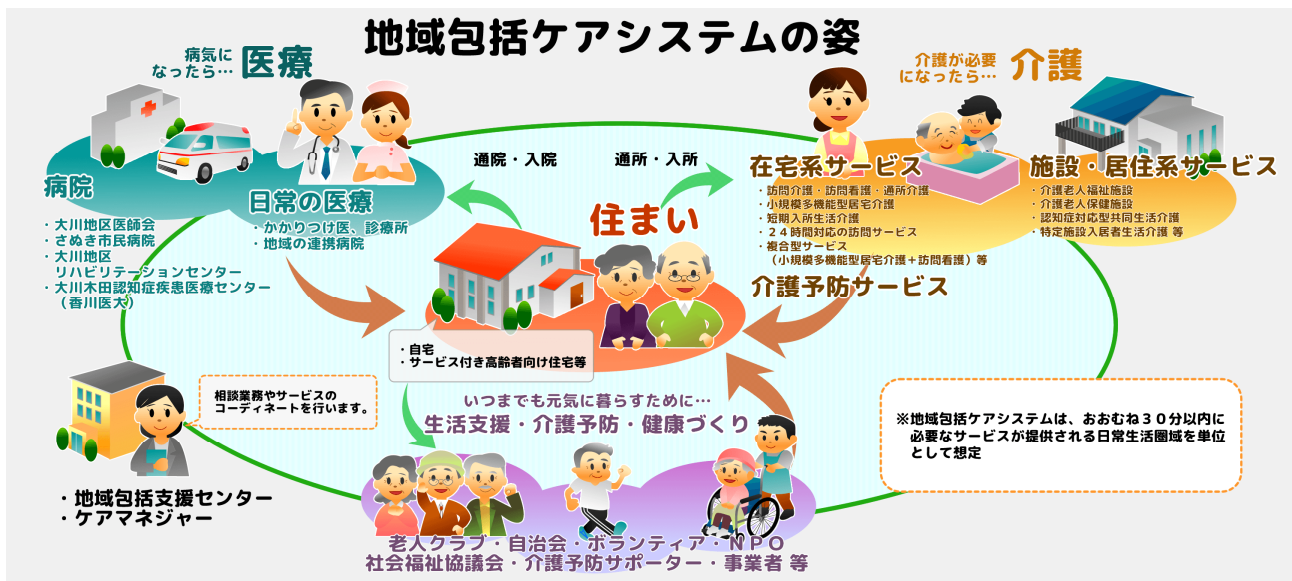 地域包括ケアシステムの姿
病気に
なったら…
医療
病院
・大川地区医師会
・さぬき市民病院
・大川地区
リハビリテーションセンター
・大川木田認知症疾患医療センター
（香川医大）
日常の医療
・かかりつけ医、診療所
・地域の連携病院
通院・入院
通所・入所
介護が必要
になったら…
介護
在宅系サービス
・訪問介護・訪問看護・通所介護
・小規模多機能型居宅介護
・短期入所生活介護
・２４時間対応の訪問サービス
・複合型サービス
（小規模多機能型居宅介護＋訪問看護）等
介護予防サービス
施設・居住系サービス
・介護老人福祉施設
・介護老人保健施設
・認知症対応型共同生活介護
・特定施設入居者生活介護 等
住まい
・自宅
・サービス付き高齢者向け住宅等
相談業務やサービスの
コーディネートを行います。
・地域包括支援センター
・ケアマネジャー
いつまでも元気に暮らすために…
生活支援・介護予防・健康づくり
老人クラブ・自治会・ボランティア・ＮＰＯ
社会福祉協議会・介護予防サポーター・事業者 等
※地域包括ケアシステムは、おおむね３０分以内に
必要なサービスが提供される日常生活圏域を単位
として想定